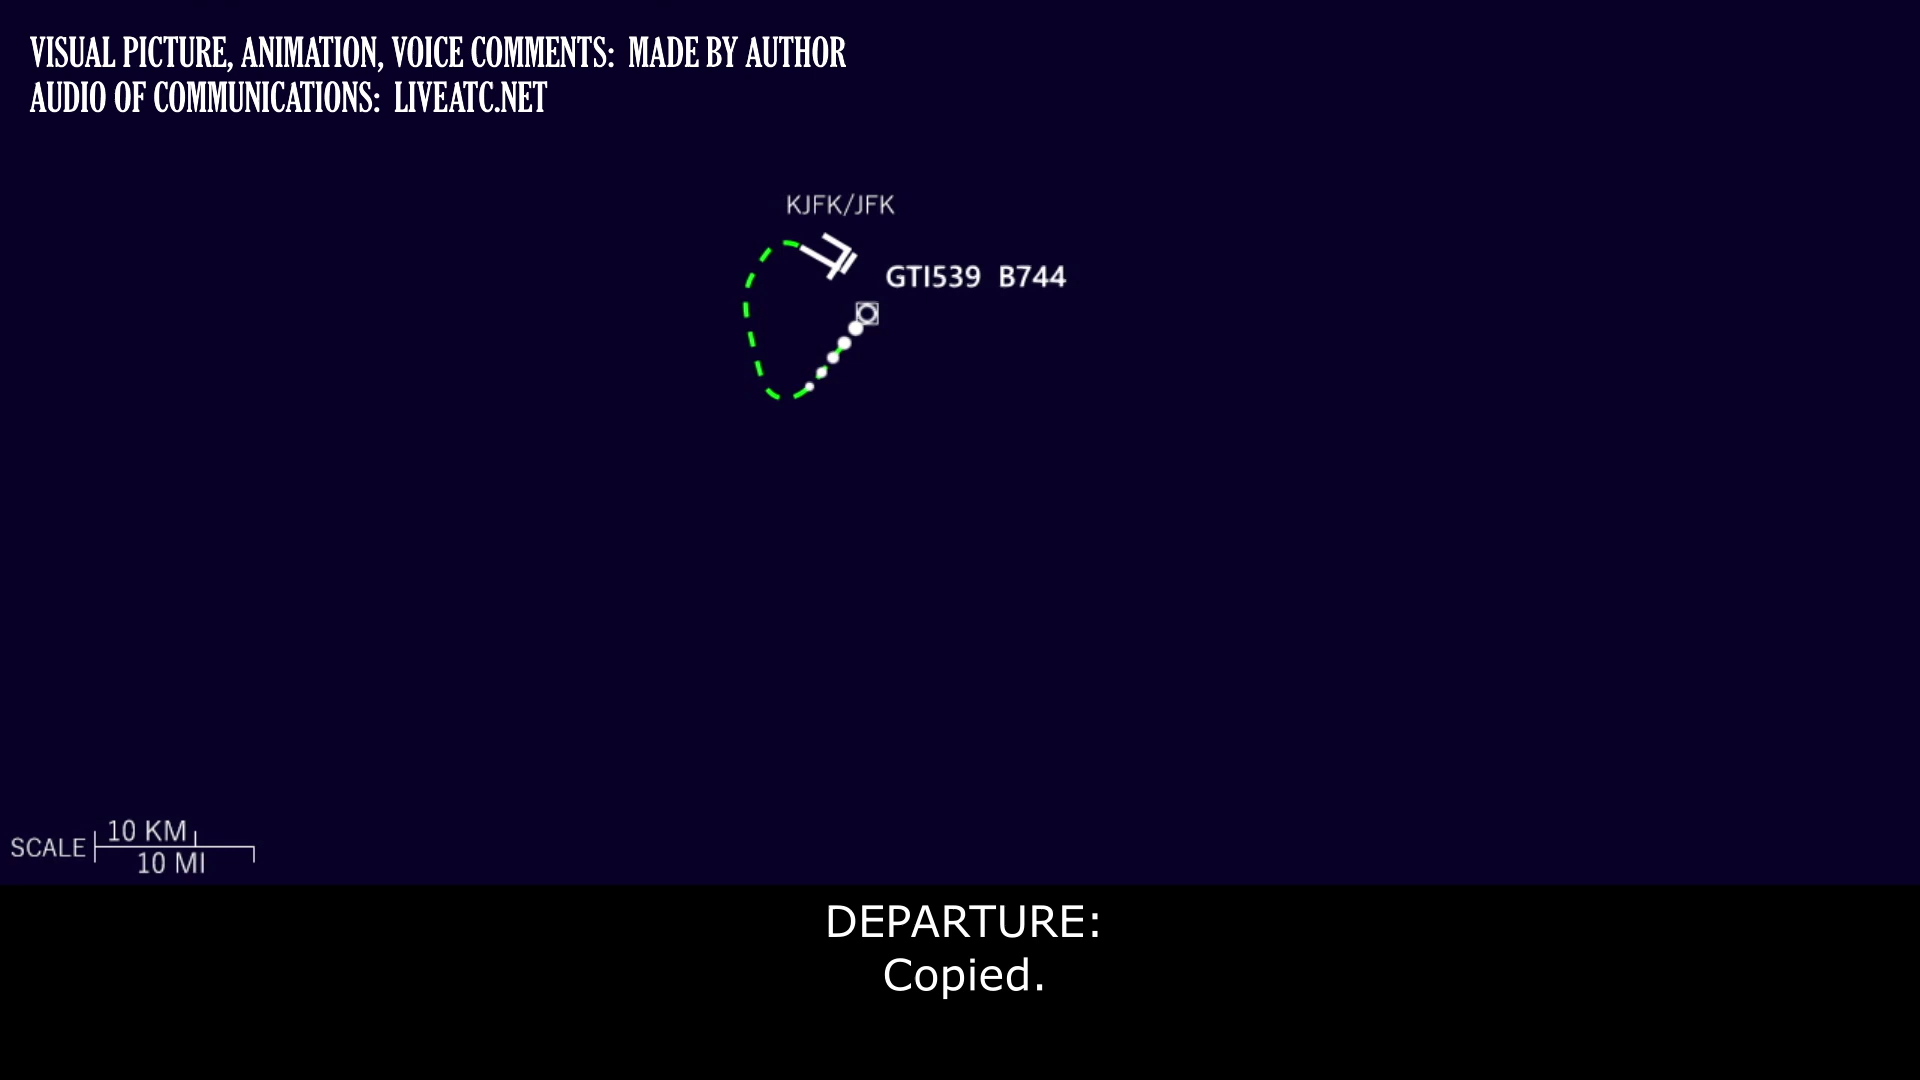 VISUAL PICTURE, ANIMATION, VOICE COMMENTS: MADE BY AUTHOR
AUDIO OF COMMUNICATIONS: LIVEATC.NET
KJFK/JFK
GTI539 B744
10 KM
SCALE
10 MI
DEPARTURE:
Copied.